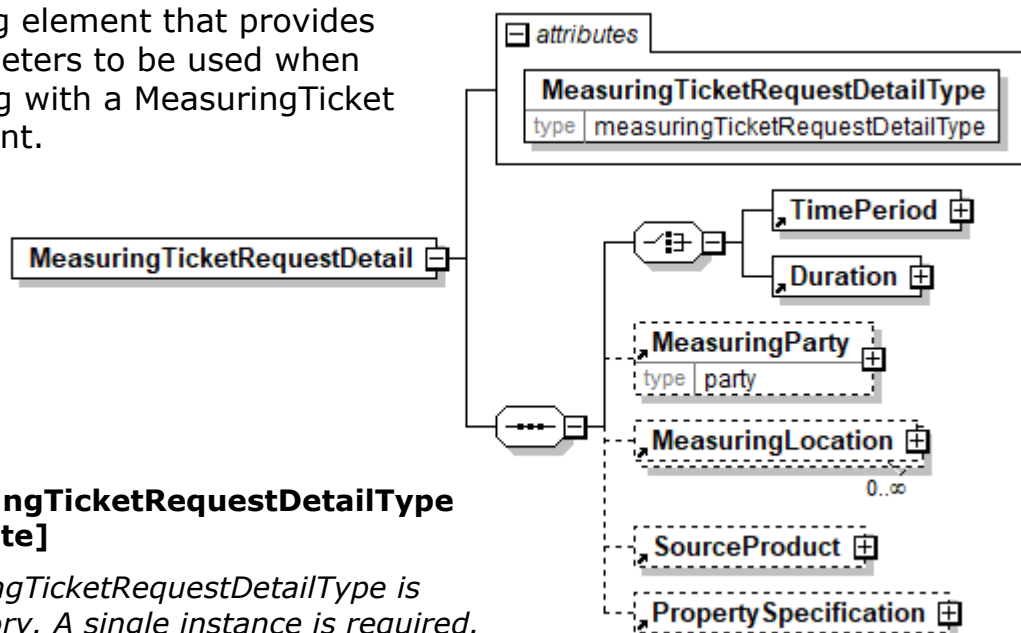 g element that provides
eters to be used when
g with a MeasuringTicket
nt.
attributes
MeasuringTicketRequestDetailType
type measuringTicketRequestDetailType
MeasuringTicketRequestDetail
TimePeriod
Duration
MeasuringParty
type party
MeasuringLocation
0..∞
SourceProduct
PropertySpecification
ngTicketRequestDetailType
te]
ngTicketRequestDetailType is
ory. A single instance is required.